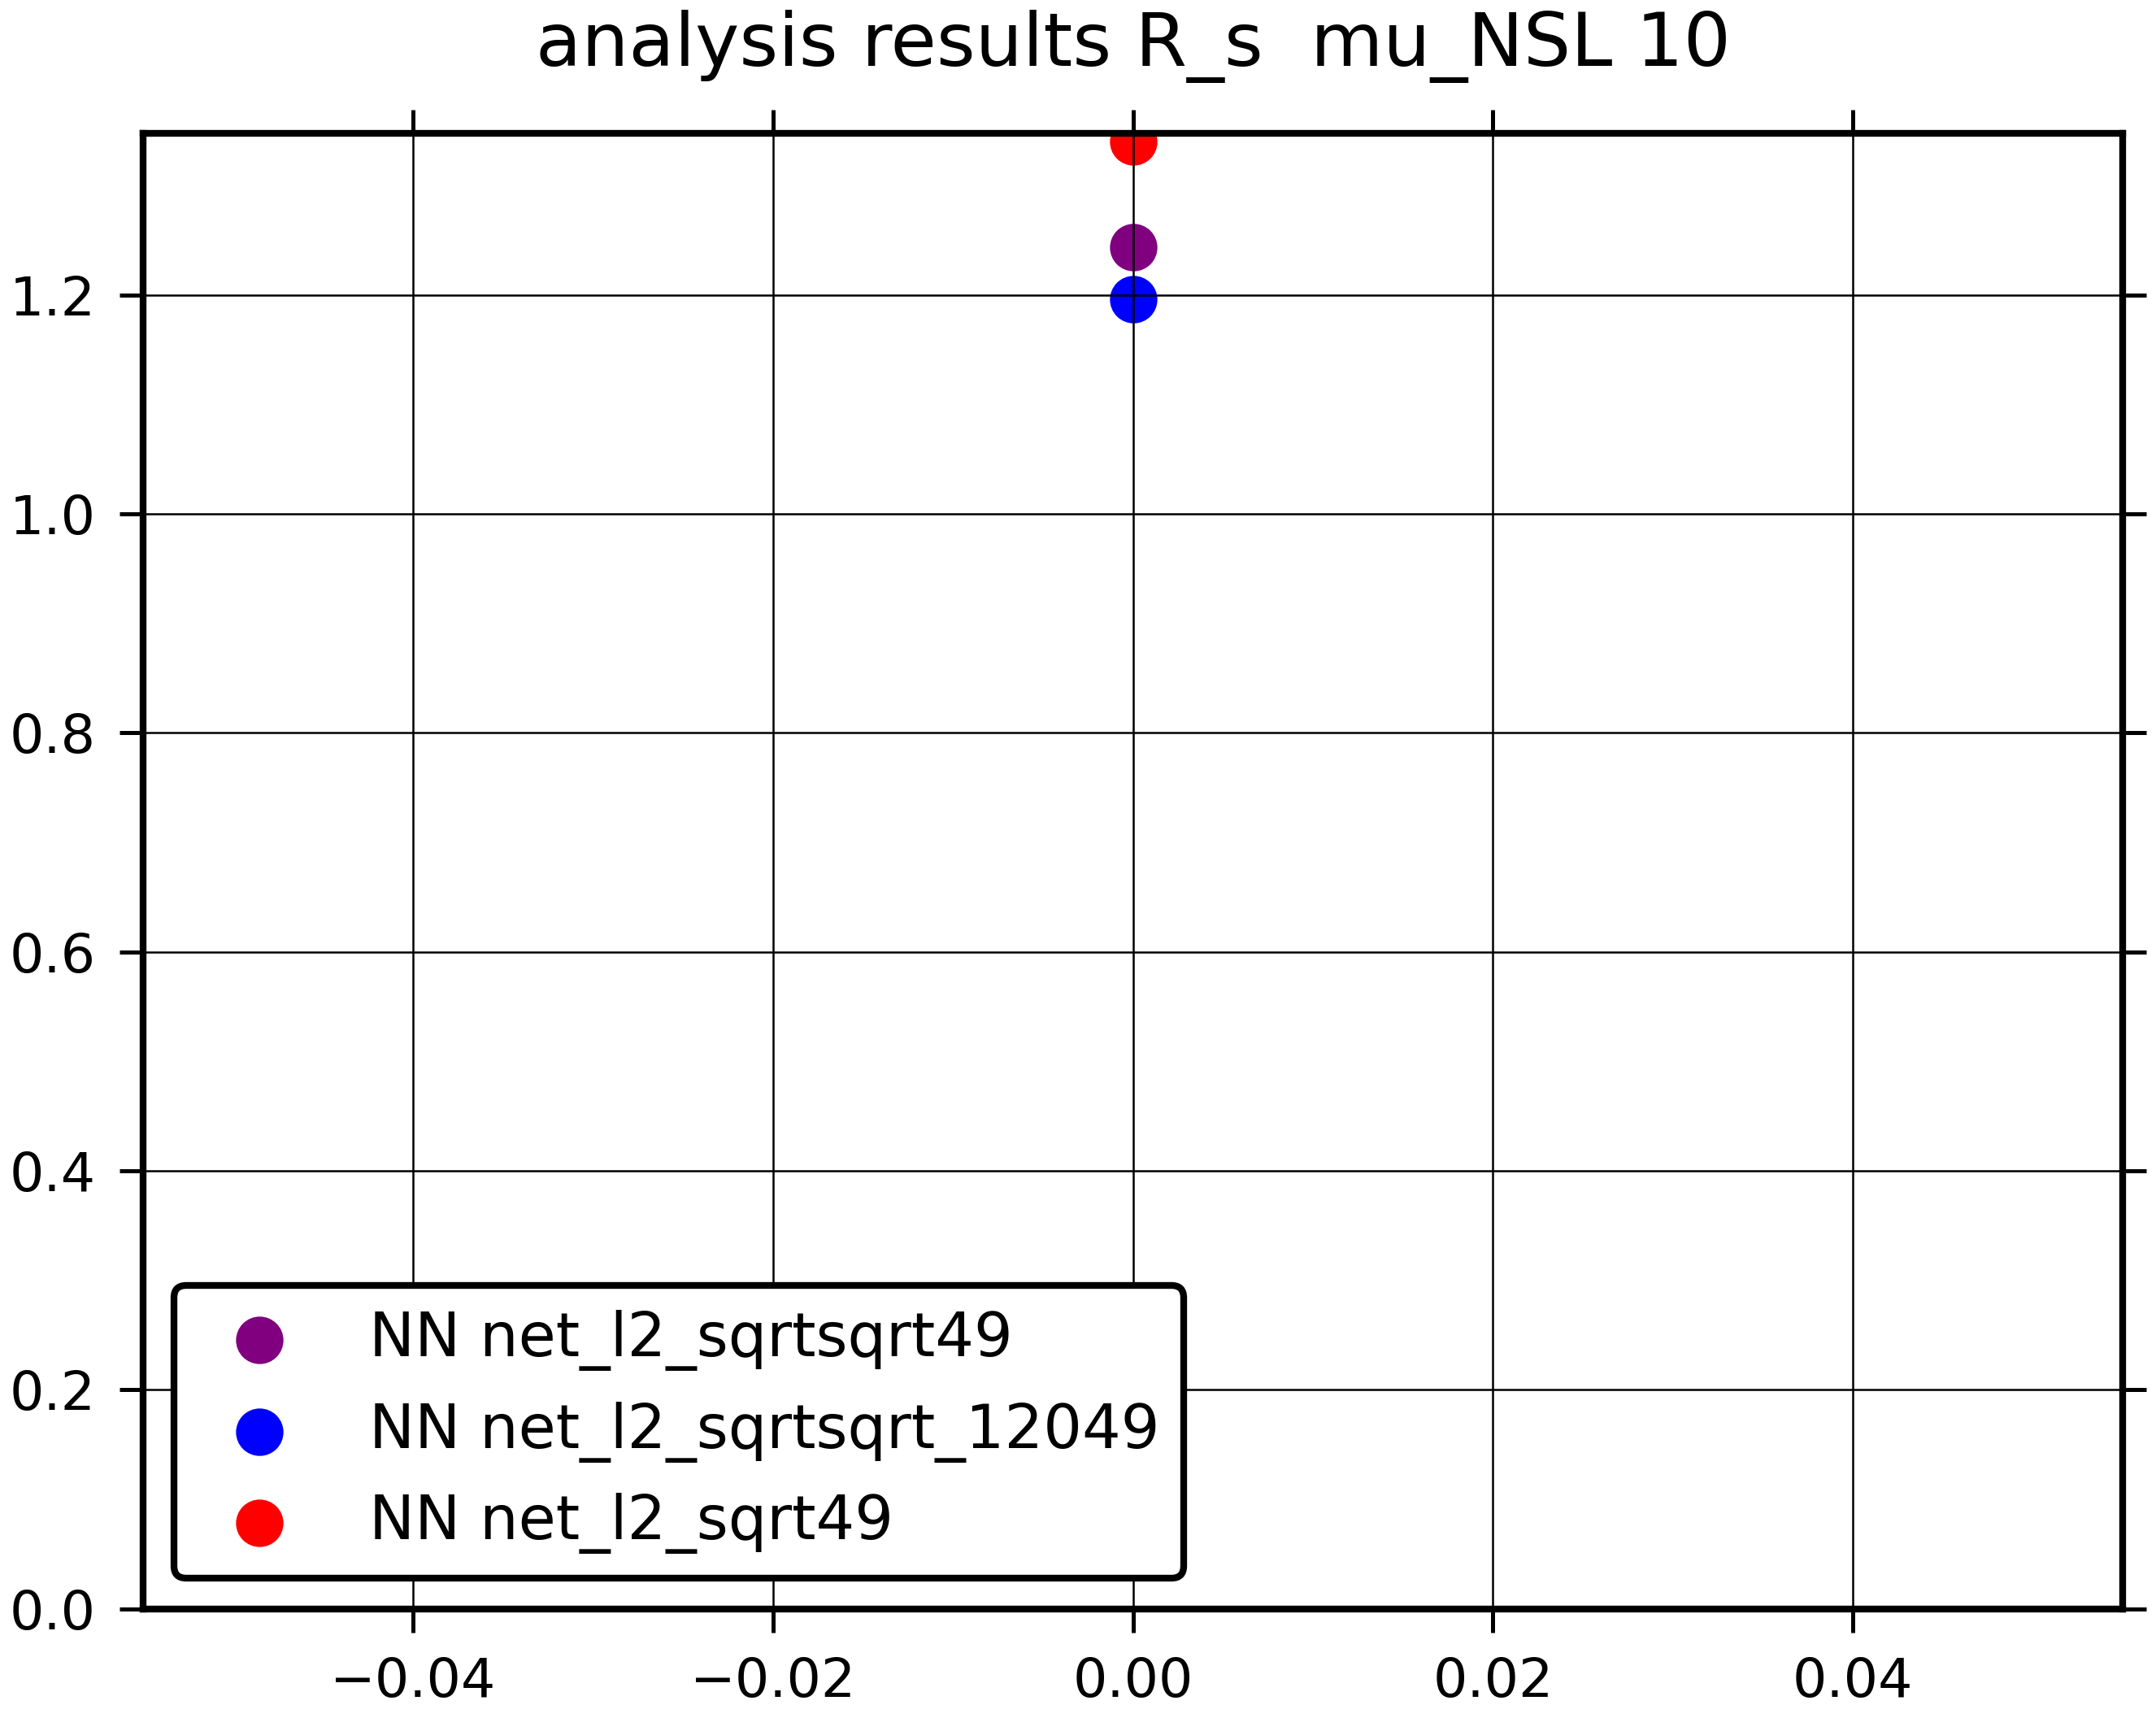 analysis results R_s  mu_NSL 10
1.2
1.0
0.8
0.6
0.4
0.2
0.0
NN net_l2_sqrtsqrt49
NN net_l2_sqrtsqrt_12049
NN net_l2_sqrt49
−0.04 −0.02 0.00 0.02 0.04